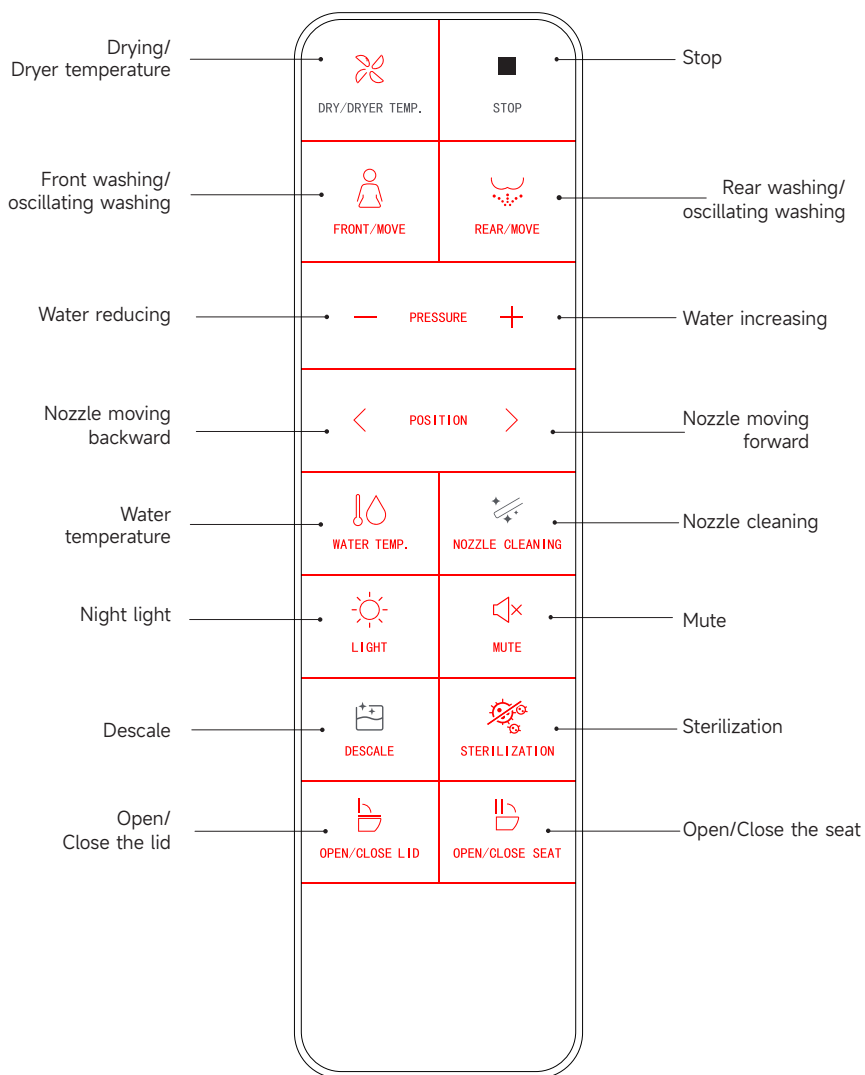 Drying/
Dryer temperature
DRY/DRYER TEMP.
STOP
Stop
Front washing/
oscillating washing
FRONT/MOVE
REAR/MOVE
Rear washing/
oscillating washing
Water reducing
PRESSURE
Water increasing
Nozzle moving
backward
POSITION
Nozzle moving
forward
Water
temperature
WATER TEMP.
NOZZLE CLEANING
Nozzle cleaning
Night light
LIGHT
MUTE
Mute
Descale
DESCALE
STERILIZATION
Sterilization
Open/
Close the lid
OPEN/CLOSE LID
OPEN/CLOSE SEAT
Open/Close the seat